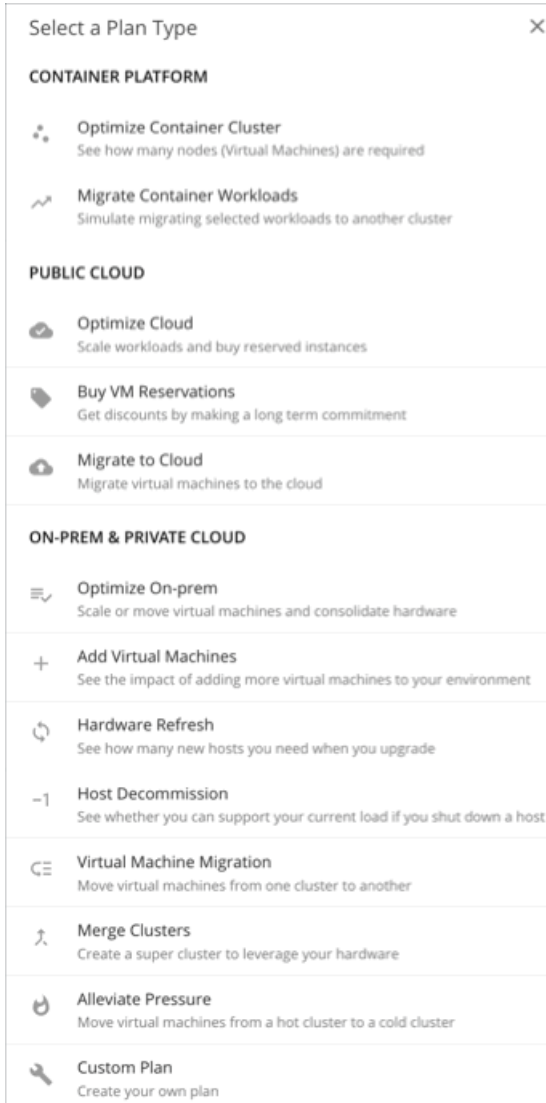 Select a Plan Type
CONTAINER PLATFORM
Optimize Container Cluster
See how many nodes (Virtual Machines) are required
Migrate Container Workloads
Simulate migrating selected workloads to another cluster
PUBLIC CLOUD
Optimize Cloud
Scale workloads and buy reserved instances
Buy VM Reservations
Get discounts by making a long term commitment
Migrate to Cloud
Migrate virtual machines to the cloud
ON-PREM & PRIVATE CLOUD
Optimize On-prem
Scale or move virtual machines and consolidate hardware
Add Virtual Machines
See the impact of adding more virtual machines to your environment
Hardware Refresh
See how many new hosts you need when you upgrade
−1 Host Decommission
See whether you can support your current load if you shut down a host
Virtual Machine Migration
Move virtual machines from one cluster to another
Merge Clusters
Create a super cluster to leverage your hardware
Alleviate Pressure
Move virtual machines from a hot cluster to a cold cluster
Custom Plan
Create your own plan